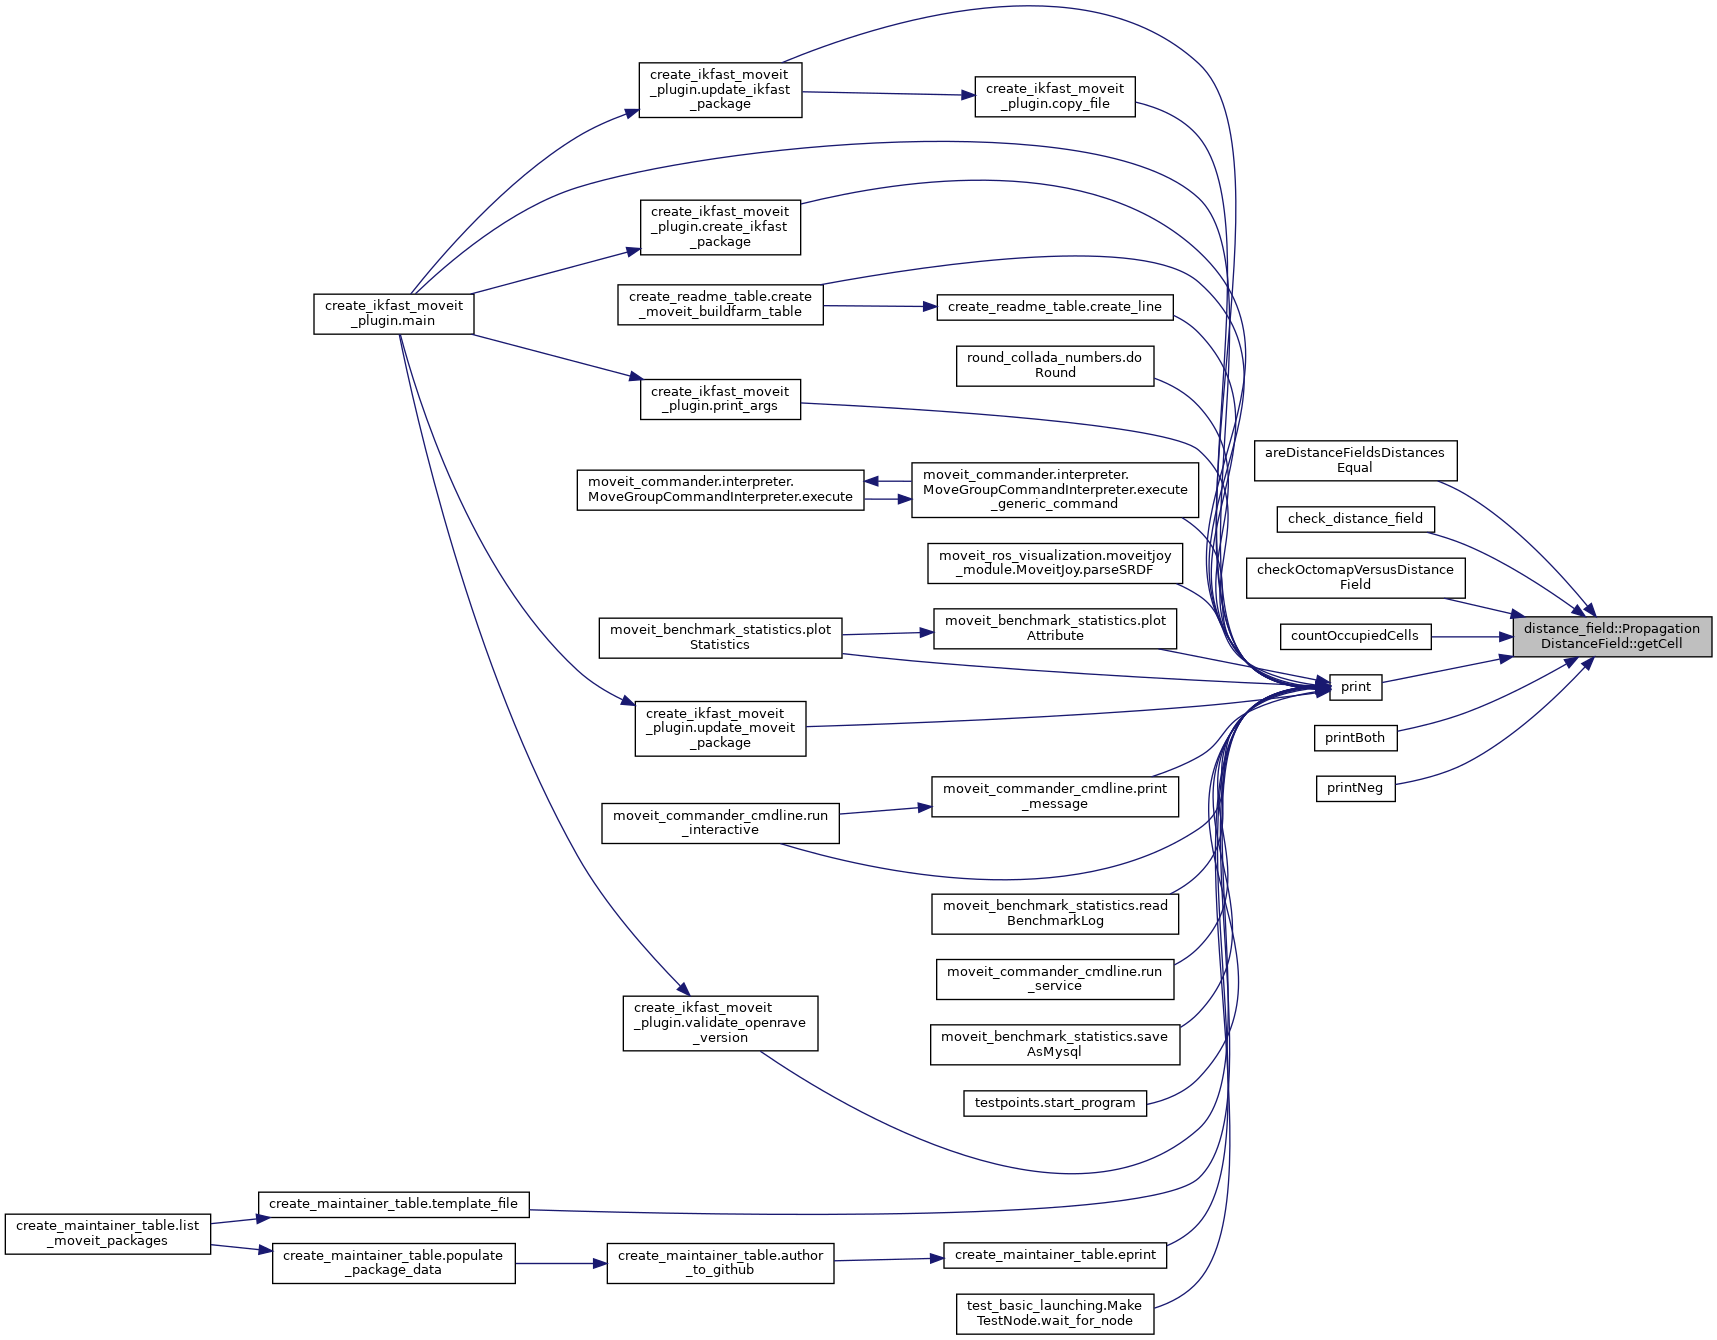 create_ikfast_moveit
_plugin.update_ikfast
_package
create_ikfast_moveit
_plugin.copy_file
create_ikfast_moveit
_plugin.create_ikfast
_package
create_readme_table.create
_moveit_buildfarm_table
create_readme_table.create_line
create_ikfast_moveit
_plugin.main
round_collada_numbers.do
Round
create_ikfast_moveit
_plugin.print_args
areDistanceFieldsDistances
Equal
moveit_commander.interpreter.
MoveGroupCommandInterpreter.execute
moveit_commander.interpreter.
MoveGroupCommandInterpreter.execute
_generic_command
check_distance_field
moveit_ros_visualization.moveitjoy
_module.MoveitJoy.parseSRDF
checkOctomapVersusDistance
Field
moveit_benchmark_statistics.plot
Statistics
moveit_benchmark_statistics.plot
Attribute
countOccupiedCells
distance_field::Propagation
DistanceField::getCell
print
create_ikfast_moveit
_plugin.update_moveit
_package
printBoth
moveit_commander_cmdline.print
_message
printNeg
moveit_commander_cmdline.run
_interactive
moveit_benchmark_statistics.read
BenchmarkLog
moveit_commander_cmdline.run
_service
create_ikfast_moveit
_plugin.validate_openrave
_version
moveit_benchmark_statistics.save
AsMysql
testpoints.start_program
create_maintainer_table.template_file
create_maintainer_table.list
_moveit_packages
create_maintainer_table.populate
_package_data
create_maintainer_table.author
_to_github
create_maintainer_table.eprint
test_basic_launching.Make
TestNode.wait_for_node